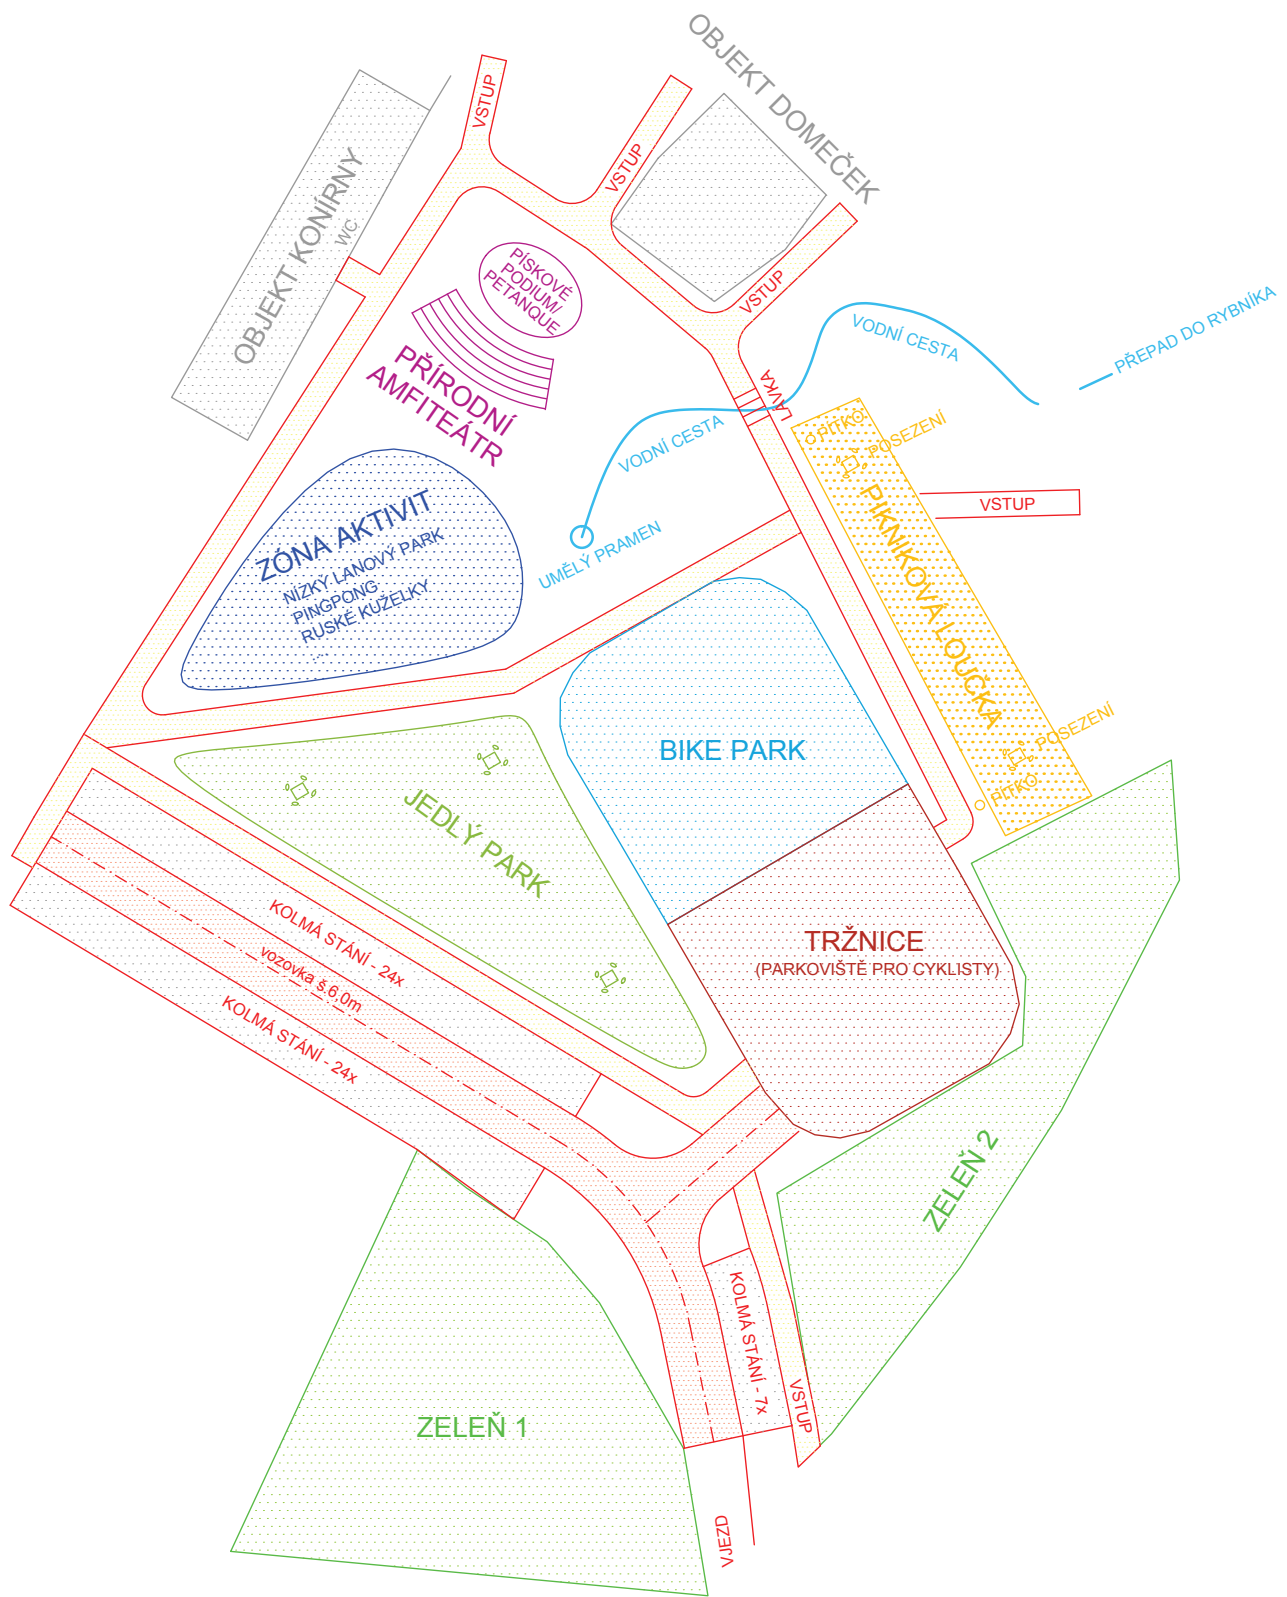 OBJEKT DOMEČEK
VSTUP
VSTUP
OBJEKT KONÍRNY
WC
VSTUP
PÍSKOVÉ
PODIUM/
PETANQUE
PŘÍRODNÍ
AMFITEÁTR
VODNÍ CESTA
PŘEPAD DO RYBNÍKA
LÁVKA
VODNÍ CESTA
PÍTKO
POSEZENÍ
VSTUP
PIKNIKOVÁ LOUČKA
POSEZENÍ
PÍTKO
UMĚLÝ PRAMEN
ZÓNA AKTIVIT
NÍZKÝ LANOVÝ PARK
PINGPONG
RUSKÉ KUŽELKY
...
BIKE PARK
JEDLÝ PARK
TRŽNICE
(PARKOVIŠTĚ PRO CYKLISTY)
KOLMÁ STÁNÍ - 24x
vozovka š.6,0m
KOLMÁ STÁNÍ - 24x
ZELEŇ 2
KOLMÁ STÁNÍ - 7x
VSTUP
ZELEŇ 1
VJEZD